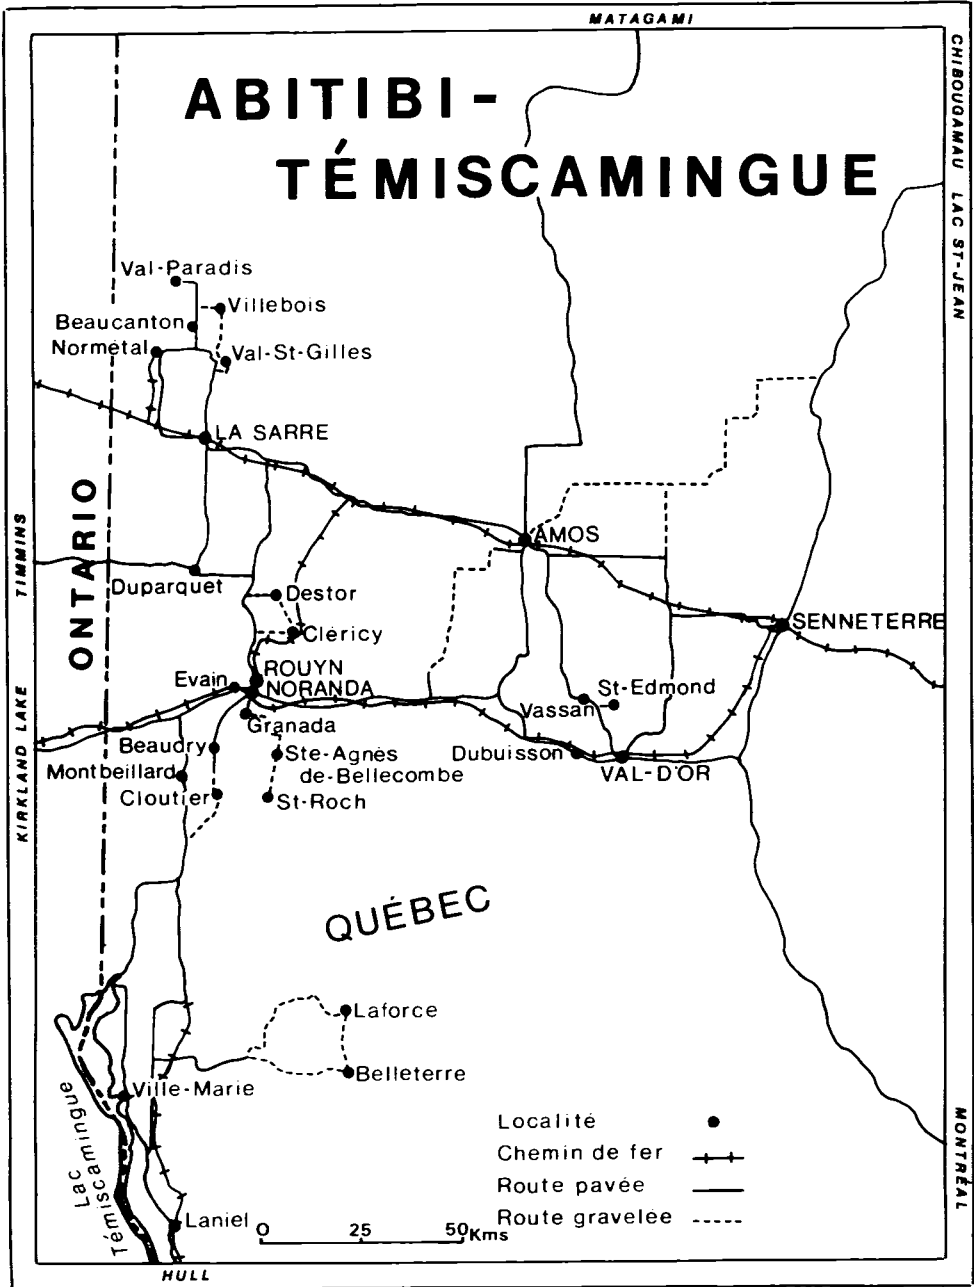 MATAGAMI
CHIBOUGAMAU LAC ST-JEAN
ABITIBI-
TÉMISCAMINGUE
Val-Paradis
Villebois
Beaucanton
Normétal
Val-St-Gilles
LA SARRE
ONTARIO
TIMMINS
AMOS
Duparquet
Destor
Cléricy
SENNETERRE
ROUYN
Evain
NORANDA
St-Edmond
Vassan
Granada
KIRKLAND LAKE
Beaudry
Ste-Agnès
de-Bellecombe
Dubuisson
VAL-D'OR
Montbeillard
Cloutier
St-Roch
QUÉBEC
Laforce
Belleterre
Ville-Marie
Lac
Témiscamingue
Laniel
Localité
Chemin de fer
Route pavée
Route gravelée
0 25 50 Kms
MONTRÉAL
HULL